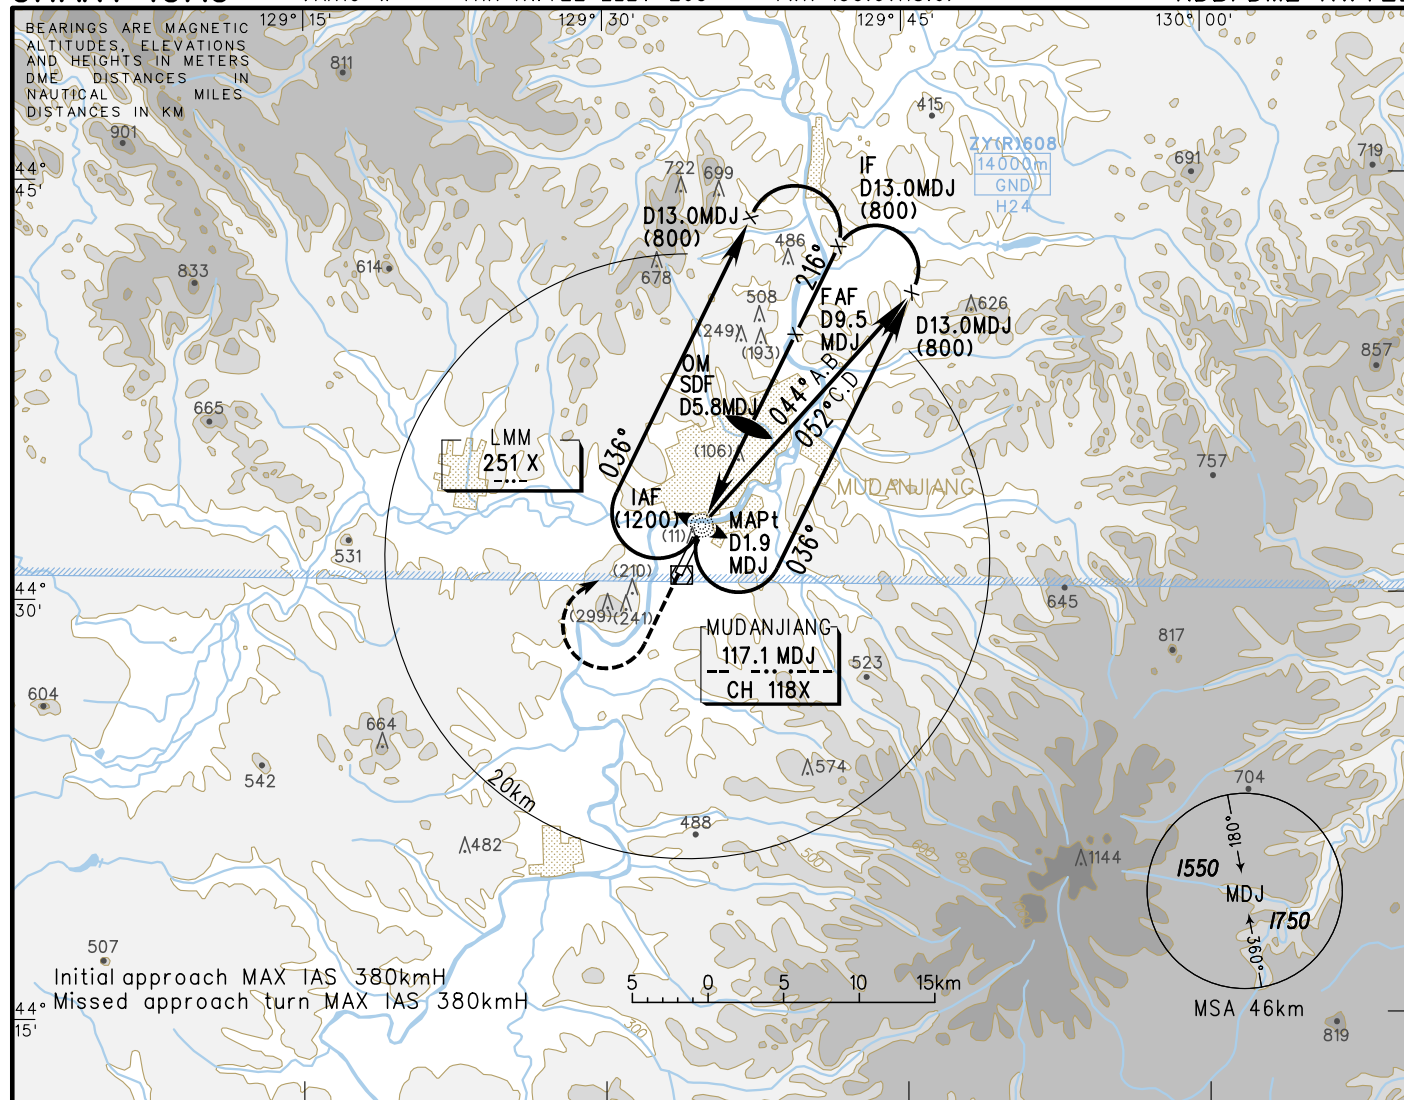 129° 15'
129° 30'
129° 45'
130° 00'
BEARINGS ARE MAGNETIC
ALTITUDES, ELEVATIONS
AND HEIGHTS IN METERS
DME DISTANCES IN
NAUTICAL MILES
DISTANCES IN KM
811
901
415
ZY(R)608
14000m
GND
H24
691
719
44°
45'
722
699
IF
D13.0MDJ
(800)
D13.0MDJ
(800)
486
216°
678
614
833
508
(249)
(193)
FAF
D9.5
MDJ
626
D13.0MDJ
(800)
857
OM
SDF
D5.8MDJ
044° A.B
052° C.D
665
LMM
251 X
036°
(106)
757
MUDANJIANG
IAF
(1200)
(11)
MAPt
D1.9
MDJ
036°
531
(210)
(299)
(241)
44°
30'
645
817
MUDANJIANG
117.1 MDJ
CH 118X
523
604
664
542
574
704
20km
488
482
500
600
800
1144
180°
1550
MDJ
1750
360°
MSA 46km
507
Initial approach MAX IAS 380kmH
Missed approach turn MAX IAS 380kmH
5 0 5 10 15km
44°
15'
300
819